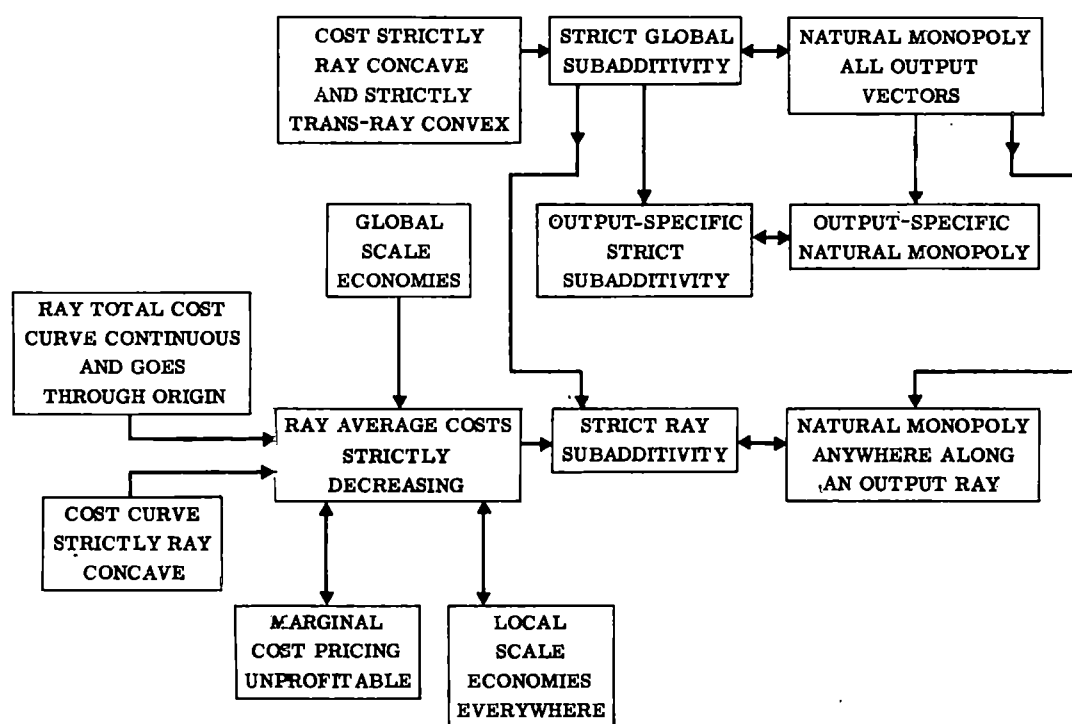 COST STRICTLY
RAY CONCAVE
AND STRICTLY
TRANS-RAY CONVEX
STRICT GLOBAL
SUBADDITIVITY
NATURAL MONOPOLY
ALL OUTPUT
VECTORS
GLOBAL
SCALE
ECONOMIES
OUTPUT-SPECIFIC
STRICT
SUBADDITIVITY
OUTPUT-SPECIFIC
NATURAL MONOPOLY
RAY TOTAL COST
CURVE CONTINUOUS
AND GOES
THROUGH ORIGIN
RAY AVERAGE COSTS
STRICTLY
DECREASING
STRICT RAY
SUBADDITIVITY
NATURAL MONOPOLY
ANYWHERE ALONG
AN OUTPUT RAY
COST CURVE
STRICTLY RAY
CONCAVE
MARGINAL
COST PRICING
UNPROFITABLE
LOCAL
SCALE
ECONOMIES
EVERYWHERE